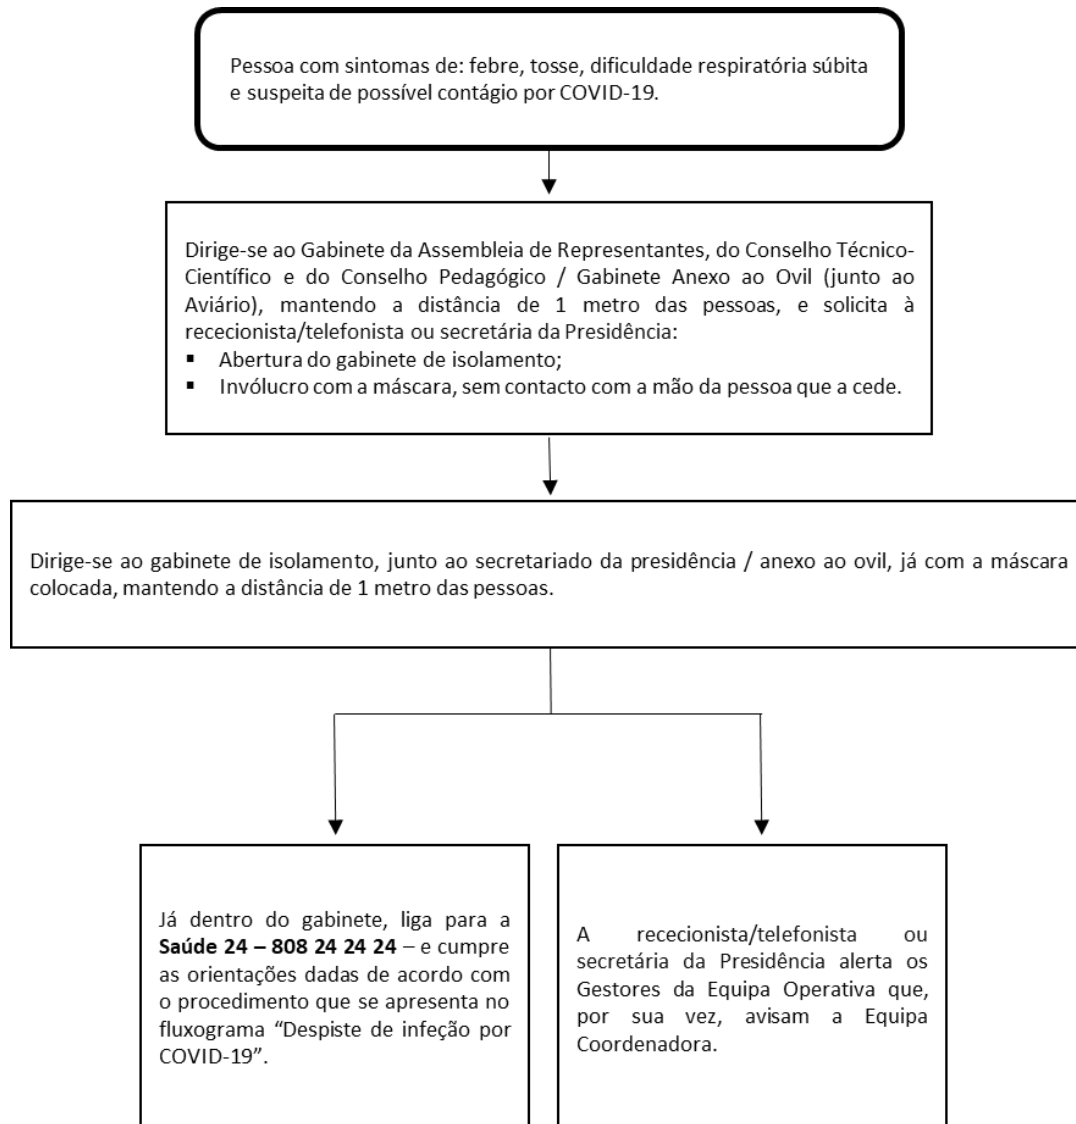 Pessoa com sintomas de: febre, tosse, dificuldade respiratória súbita
e suspeita de possível contágio por COVID-19.
Dirige-se ao Gabinete da Assembleia de Representantes, do Conselho Técnico-
Científico e do Conselho Pedagógico / Gabinete Anexo ao Ovil (junto ao
Aviário), mantendo a distância de 1 metro das pessoas, e solicita à
rececionista/telefonista ou secretária da Presidência:
▪ Abertura do gabinete de isolamento;
▪ Invólucro com a máscara, sem contacto com a mão da pessoa que a cede.
Dirige-se ao gabinete de isolamento, junto ao secretariado da presidência / anexo ao ovil, já com a máscara
colocada, mantendo a distância de 1 metro das pessoas.
Já dentro do gabinete, liga para a
Saúde 24 – 808 24 24 24 – e cumpre
as orientações dadas de acordo com
o procedimento que se apresenta no
fluxograma “Despiste de infeção por
COVID-19”.
A rececionista/telefonista ou
secretária da Presidência alerta os
Gestores da Equipa Operativa que,
por sua vez, avisam a Equipa
Coordenadora.